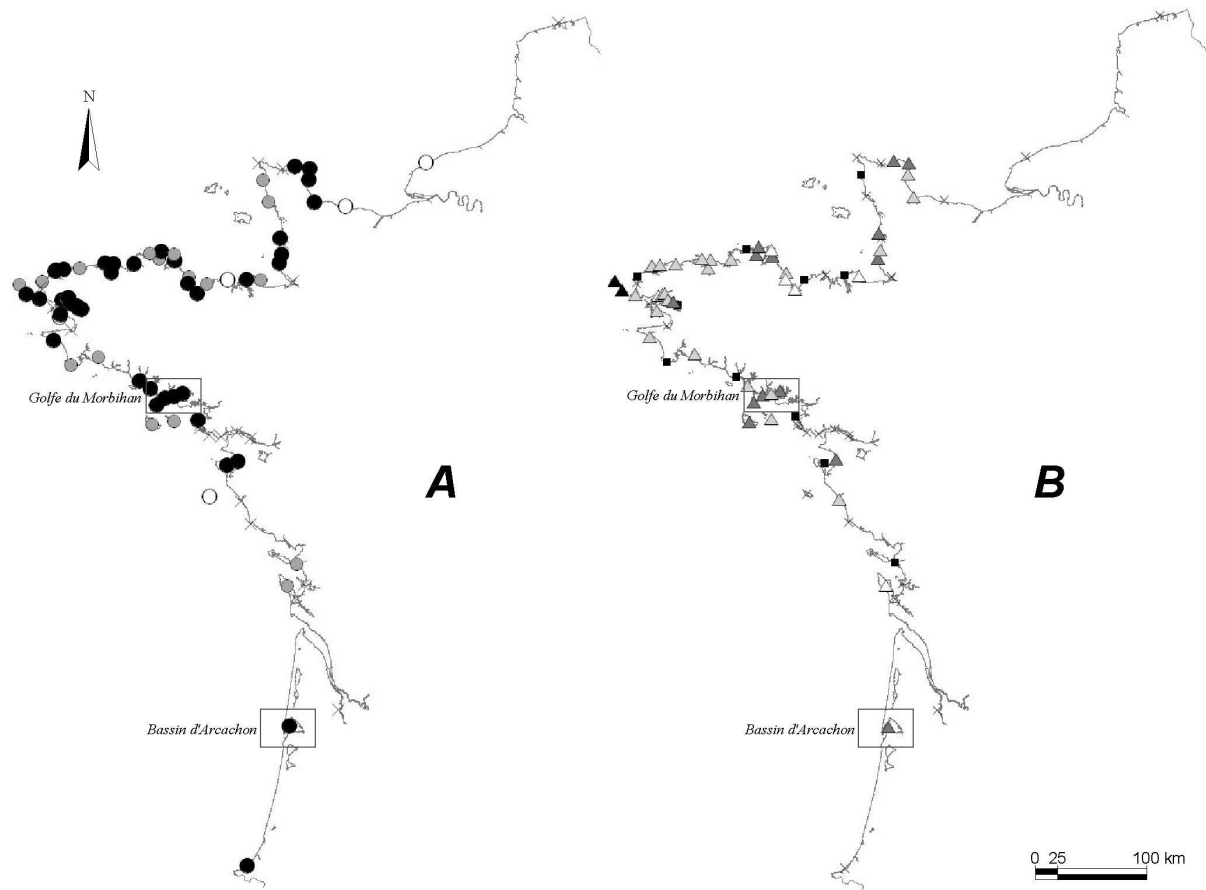 N
Golfe du Morbihan
Golfe du Morbihan
A
B
Bassin d'Arcachon
Bassin d'Arcachon
0 25 100 km